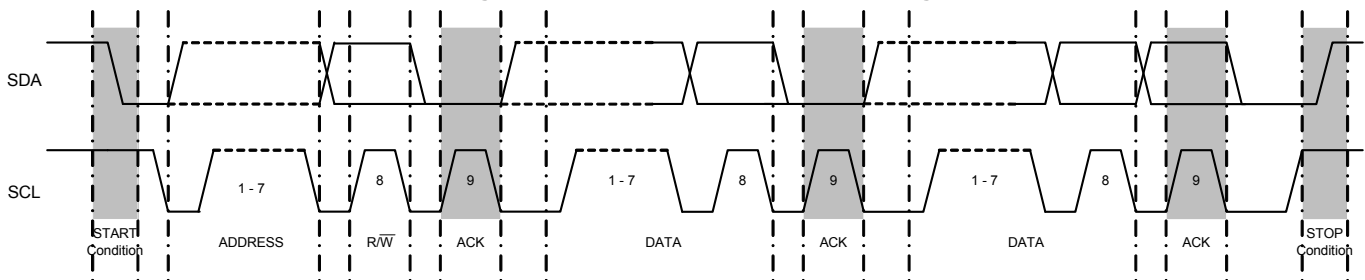 SDA
SCL
1 - 7
8
9
1 - 7
8
9
1 - 7
8
9
START
Condition
ADDRESS
R/W̅
ACK
DATA
ACK
DATA
ACK
STOP
Condition